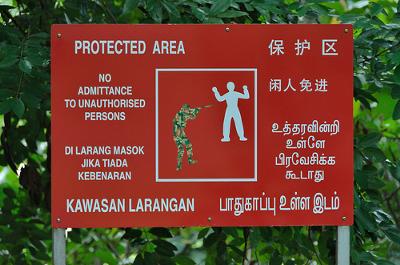 PROTECTED AREA
保护区
NO
ADMITTANCE
TO UNAUTHORISED
PERSONS
闲人免进
DI LARANG MASOK
JIKA TIADA
KEBENARAN
உத்தரவின்றி
உள்ளே
பிரவேசிக்க
கூடாது
KAWASAN LARANGAN
பாதுகாப்பு உள்ள இடம்